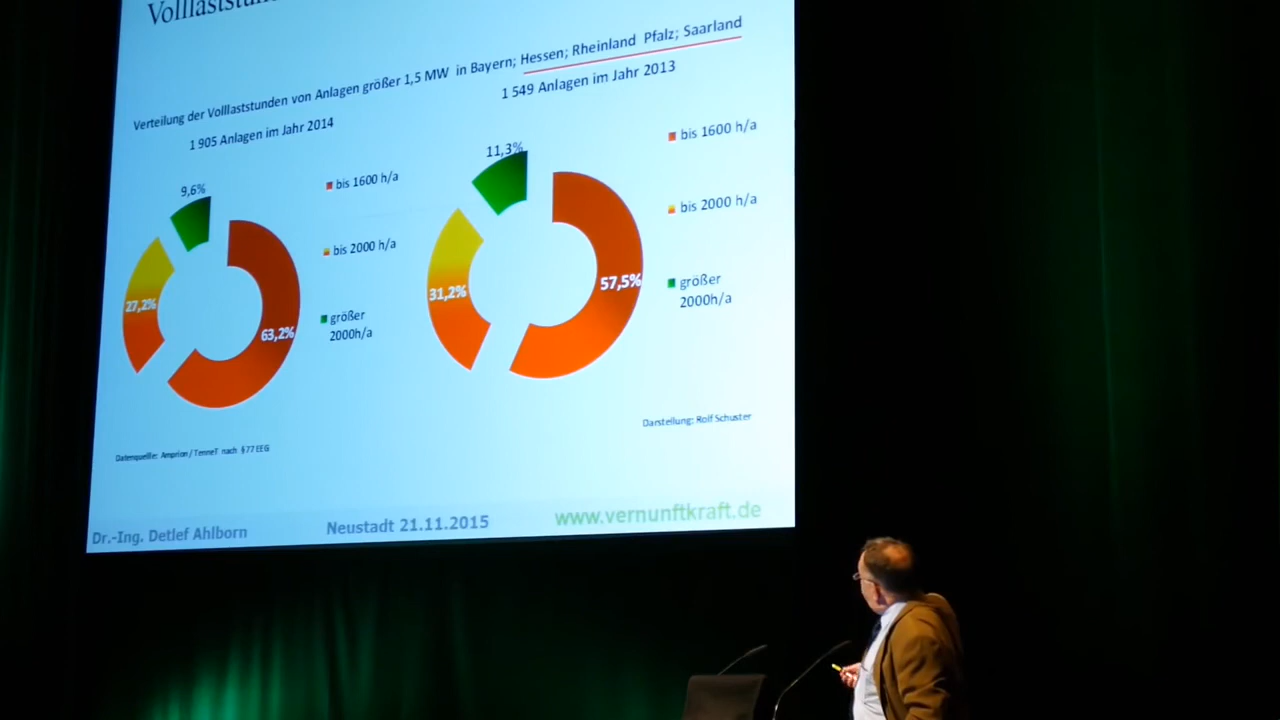 Verteilung der Volllaststunden von Anlagen größer 1,5 MW in Bayern; Hessen; Rheinland Pfalz; Saarland
1 905 Anlagen im Jahr 2014
1 549 Anlagen im Jahr 2013
9,6%
27,2%
63,2%
bis 1600 h/a
bis 2000 h/a
größer
2000h/a
11,3%
31,2%
57,5%
bis 1600 h/a
bis 2000 h/a
größer
2000h/a
Darstellung: Rolf Schuster
Datenquellle: Amprion / TenneT nach §77 EEG
Dr.-Ing. Detlef Ahlborn
Neustadt 21.11.2015
www.vernunftkraft.de